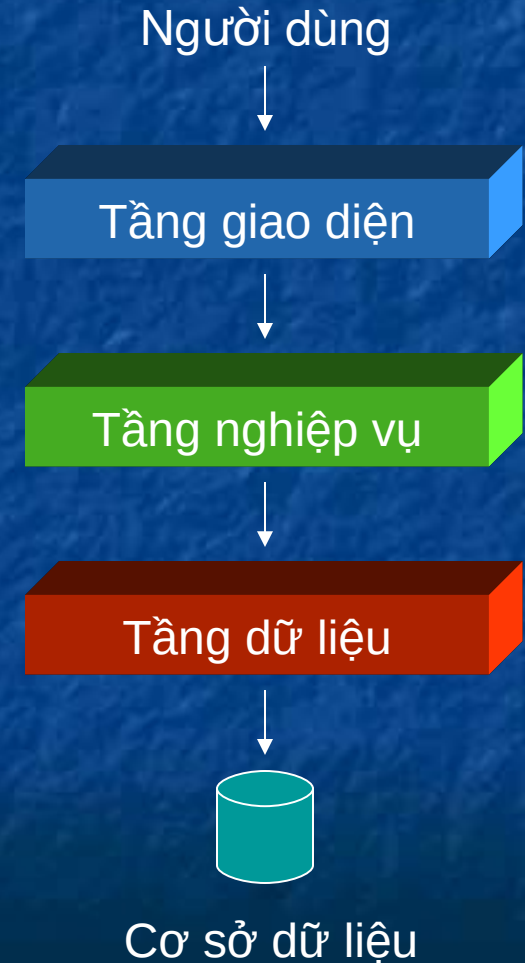 Người dùng
Tầng giao diện
Tầng nghiệp vụ
Tầng dữ liệu
Cơ sở dữ liệu